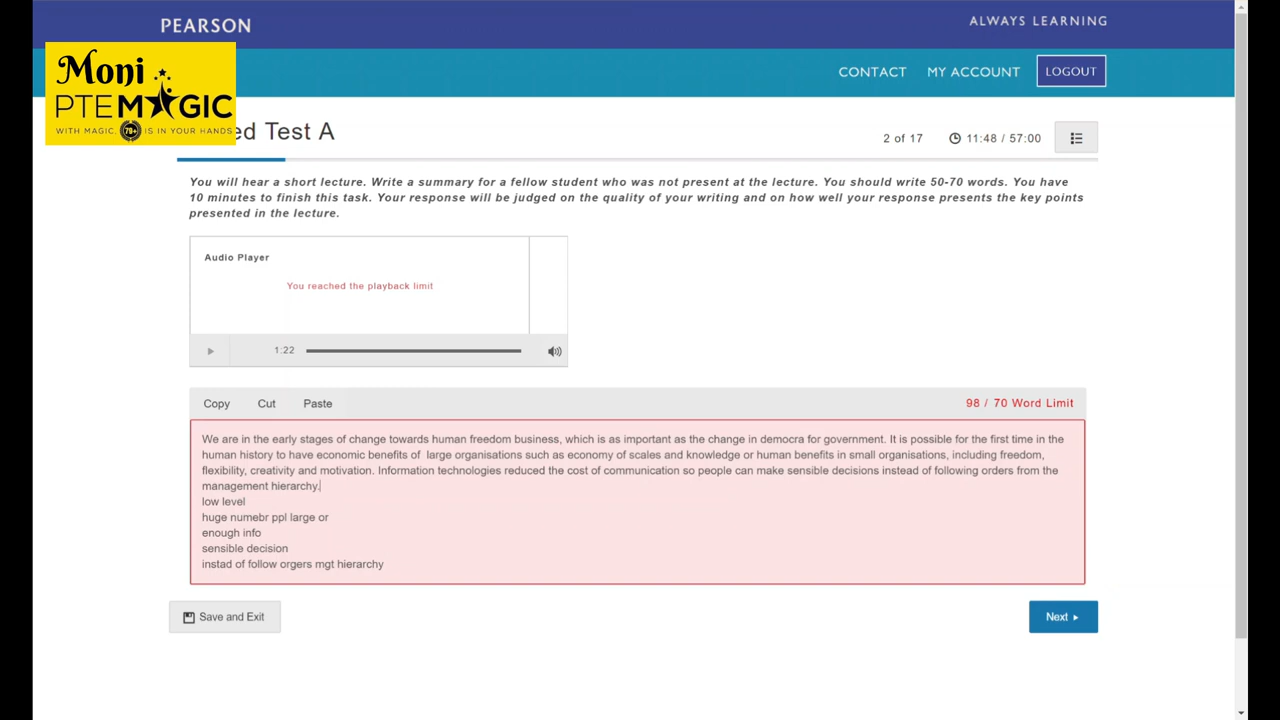 PEARSON
ALWAYS LEARNING
Moni
PTEMAGIC
WITH MAGIC. 79+ IS IN YOUR HANDS
CONTACT MY ACCOUNT LOGOUT
ed Test A
2 of 17 11:48 / 57:00
You will hear a short lecture. Write a summary for a fellow student who was not present at the lecture. You should write 50-70 words. You have
10 minutes to finish this task. Your response will be judged on the quality of your writing and on how well your response presents the key points
presented in the lecture.
Audio Player
You reached the playback limit
1:22
Copy Cut Paste 98 / 70 Word Limit
We are in the early stages of change towards human freedom business, which is as important as the change in democra for government. It is possible for the first time in the
human history to have economic benefits of large organisations such as economy of scales and knowledge or human benefits in small organisations, including freedom,
flexibility, creativity and motivation. Information technologies reduced the cost of communication so people can make sensible decisions instead of following orders from the
management hierarchy.
low level
huge numebr ppl large or
enough info
sensible decision
instad of follow orgers mgt hierarchy
Save and Exit Next